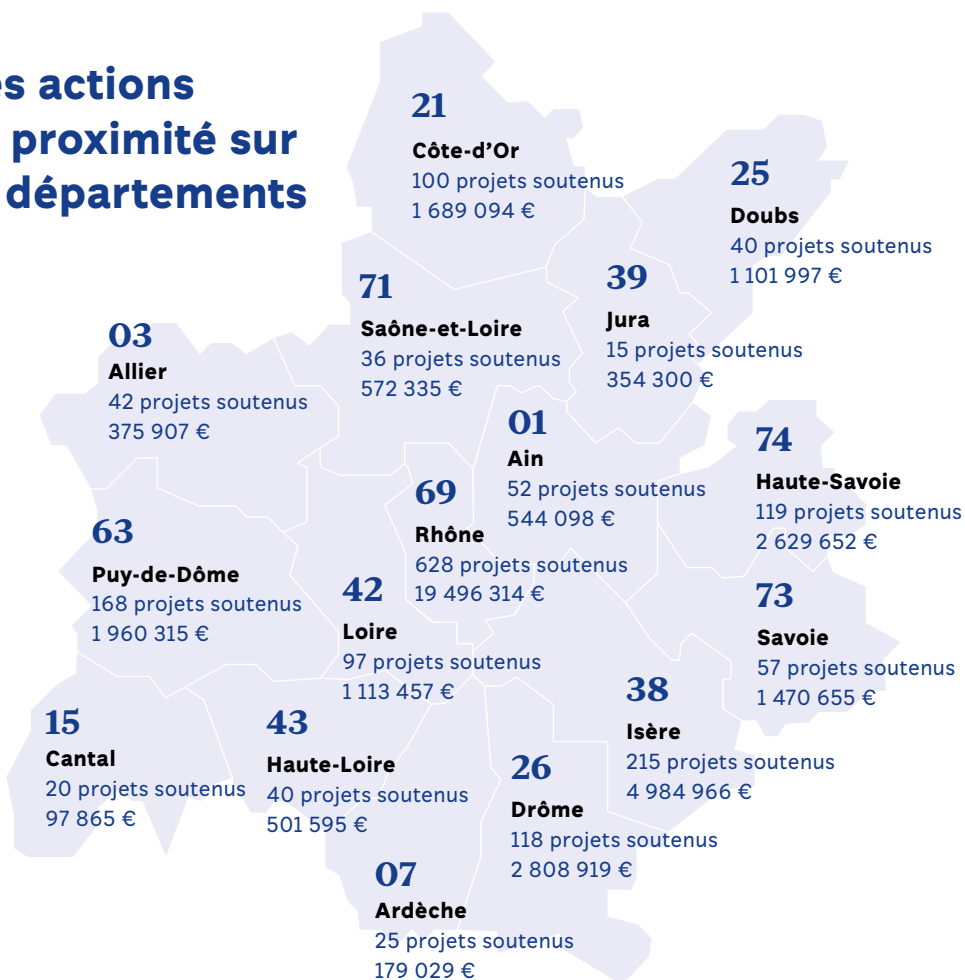 es actions
proximité sur
départements
21
Côte-d’Or
100 projets soutenus
1 689 094 €
25
Doubs
40 projets soutenus
1 101 997 €
71
Saône-et-Loire
36 projets soutenus
572 335 €
39
Jura
15 projets soutenus
354 300 €
03
Allier
42 projets soutenus
375 907 €
01
Ain
52 projets soutenus
544 098 €
74
Haute-Savoie
119 projets soutenus
2 629 652 €
69
Rhône
628 projets soutenus
19 496 314 €
63
Puy-de-Dôme
168 projets soutenus
1 960 315 €
42
Loire
97 projets soutenus
1 113 457 €
73
Savoie
57 projets soutenus
1 470 655 €
38
Isère
215 projets soutenus
4 984 966 €
15
Cantal
20 projets soutenus
97 865 €
43
Haute-Loire
40 projets soutenus
501 595 €
26
Drôme
118 projets soutenus
2 808 919 €
07
Ardèche
25 projets soutenus
179 029 €